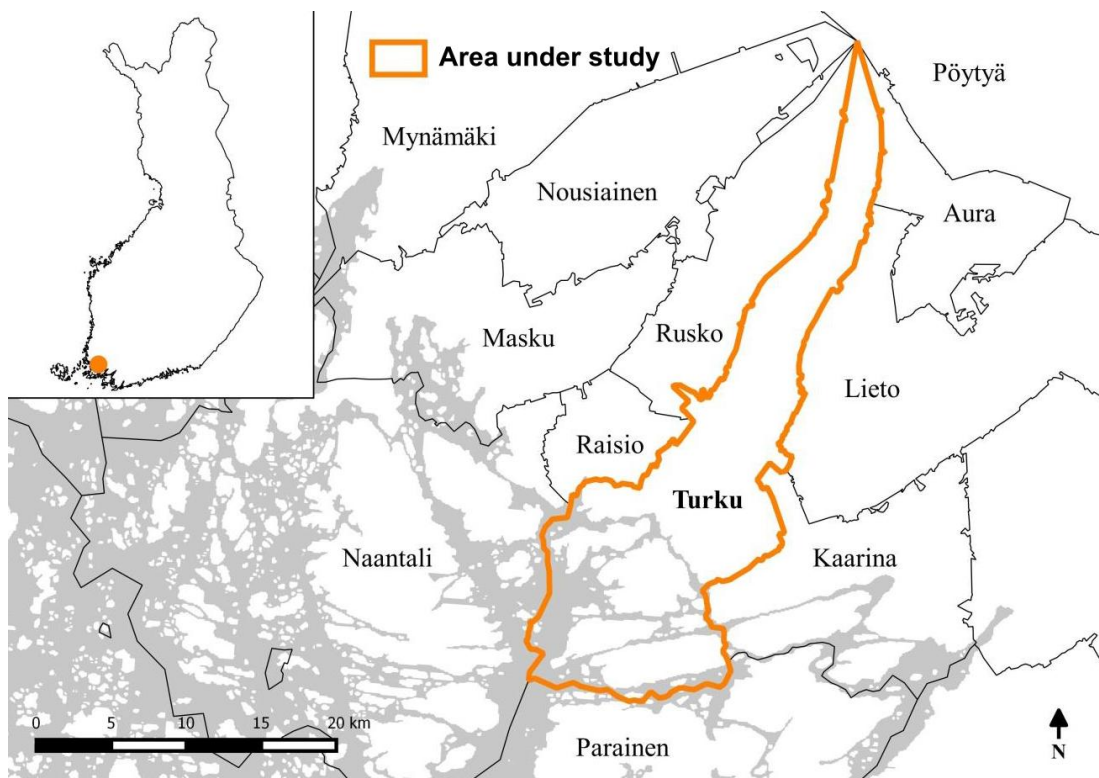 Area under study
Pöytyä
Mynämäki
Nousiainen
Aura
Masku
Rusko
Lieto
Raisio
Turku
Naantali
Kaarina
0 5 10 15 20 km
Parainen
N